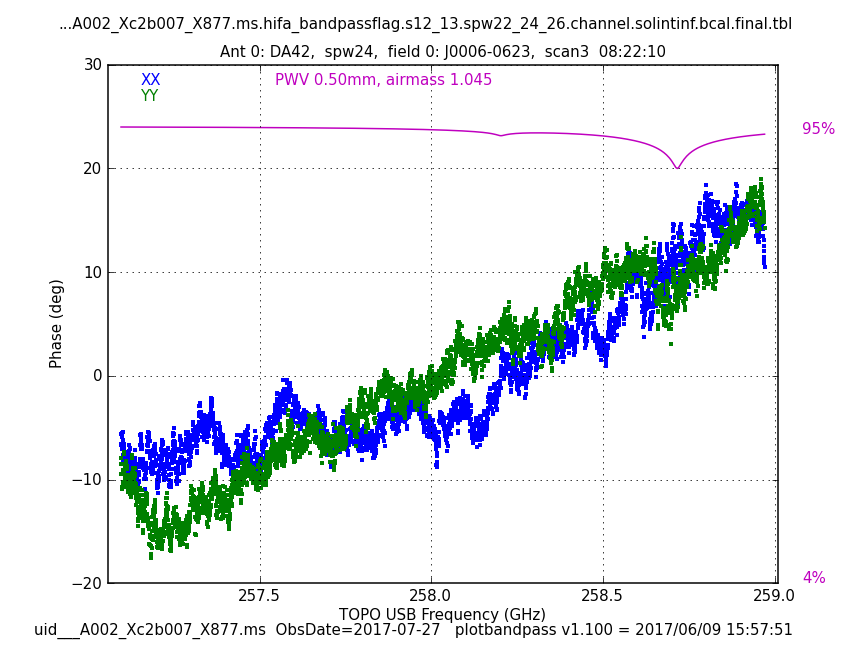 ...A002_Xc2b007_X877.ms.hifa_bandpassflag.s12_13.spw22_24_26.channel.solintinf.bcal.final.tbl
Ant 0: DA42, spw24, field 0: J0006-0623, scan3 08:22:10
30
XX
PWV 0.50mm, airmass 1.045
YY
95%
20
10
Phase (deg)
0
−10
−20
4%
257.5 258.0 258.5 259.0
TOPO USB Frequency (GHz)
uid___A002_Xc2b007_X877.ms ObsDate=2017-07-27 plotbandpass v1.100 = 2017/06/09 15:57:51